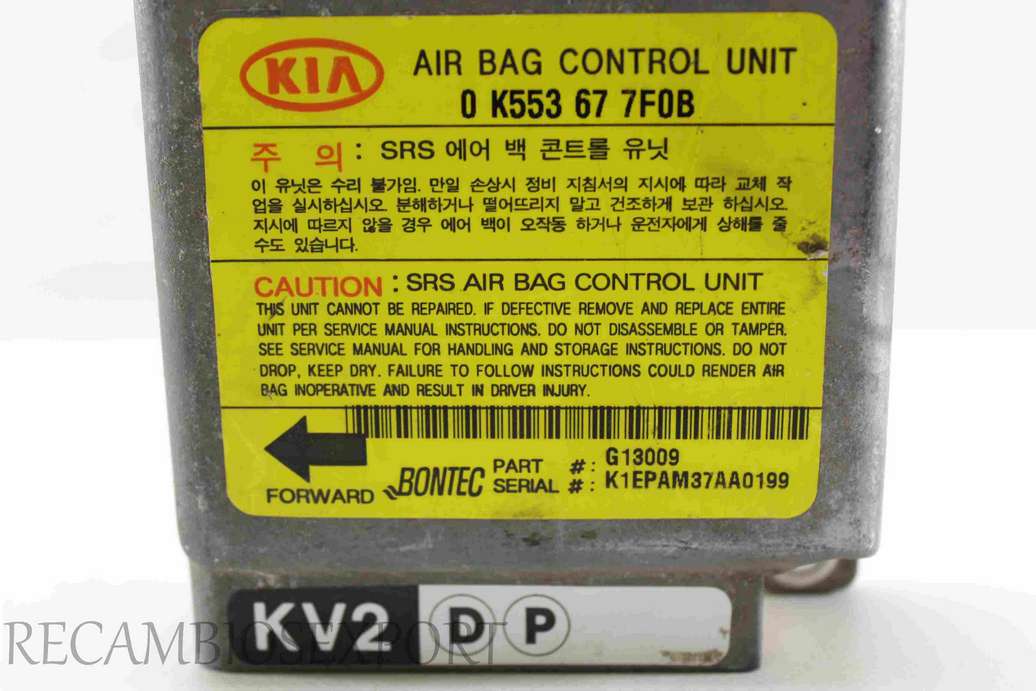 KIA AIR BAG CONTROL UNIT
0 K553 67 7F0B
주 의 : SRS 에어 백 콘트롤 유닛
이 유닛은 수리 불가임. 만일 손상시 정비 지침서의 지시에 따라 교체 작
업을 실시하십시오. 분해하거나 떨어뜨리지 말고 건조하게 보관 하십시오.
지시에 따르지 않을 경우 에어 백이 오작동 하거나 운전자에게 상해를 줄
수도 있습니다.
CAUTION : SRS AIR BAG CONTROL UNIT
THIS UNIT CANNOT BE REPAIRED. IF DEFECTIVE REMOVE AND REPLACE ENTIRE
UNIT PER SERVICE MANUAL INSTRUCTIONS. DO NOT DISASSEMBLE OR TAMPER.
SEE SERVICE MANUAL FOR HANDLING AND STORAGE INSTRUCTIONS. DO NOT
DROP, KEEP DRY. FAILURE TO FOLLOW INSTRUCTIONS COULD RENDER AIR
BAG INOPERATIVE AND RESULT IN DRIVER INJURY.
FORWARD BONTEC
PART #: G13009
SERIAL #: K1EPAM37AA0199
KV2 D P
RECAMBIOSEXPORT